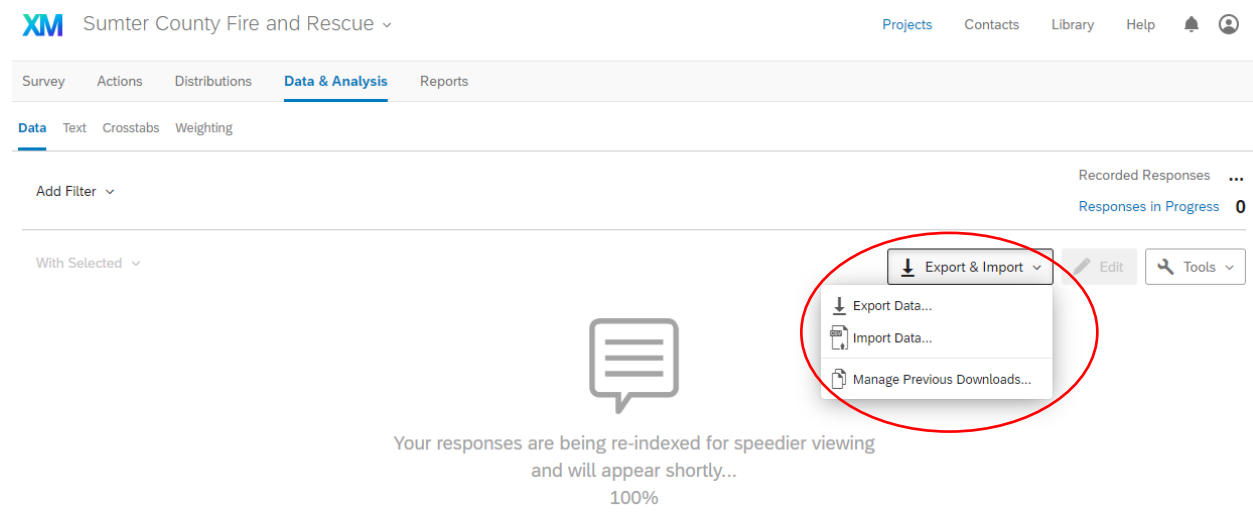 XM Sumter County Fire and Rescue Projects Contacts Library Help
Survey Actions Distributions Data & Analysis Reports
Data Text Crosstabs Weighting
Recorded Responses ...
Add Filter
Responses in Progress 0
With Selected Export & Import Edit Tools
Export Data...
CSV Import Data...
Manage Previous Downloads...
Your responses are being re-indexed for speedier viewing
and will appear shortly...
100%